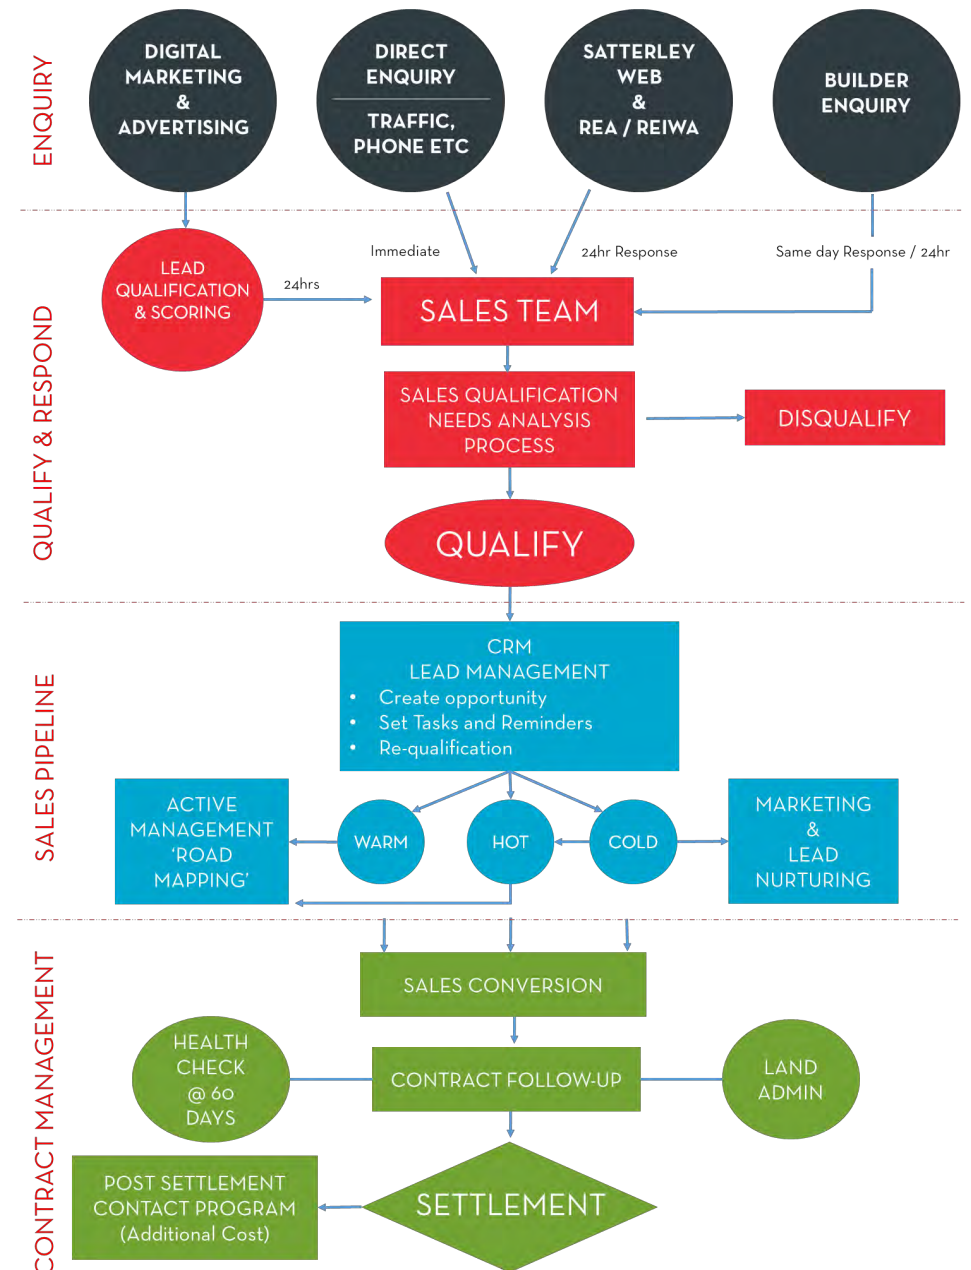 ENQUIRY
DIGITAL
MARKETING
&
ADVERTISING
DIRECT
ENQUIRY
TRAFFIC,
PHONE ETC
SATTERLEY
WEB
&
REA / REIWA
BUILDER
ENQUIRY
QUALIFY & RESPOND
LEAD
QUALIFICATION
& SCORING
24hrs
Immediate
24hr Response
Same day Response / 24hr
SALES TEAM
SALES QUALIFICATION
NEEDS ANALYSIS
PROCESS
DISQUALIFY
QUALIFY
SALES PIPELINE
CRM
LEAD MANAGEMENT
• Create opportunity
• Set Tasks and Reminders
• Re-qualification
ACTIVE
MANAGEMENT
‘ROAD
MAPPING’
WARM
HOT
COLD
MARKETING
&
LEAD
NURTURING
CONTRACT MANAGEMENT
SALES CONVERSION
HEALTH
CHECK
@ 60
DAYS
CONTRACT FOLLOW-UP
LAND
ADMIN
POST SETTLEMENT
CONTACT PROGRAM
(Additional Cost)
SETTLEMENT